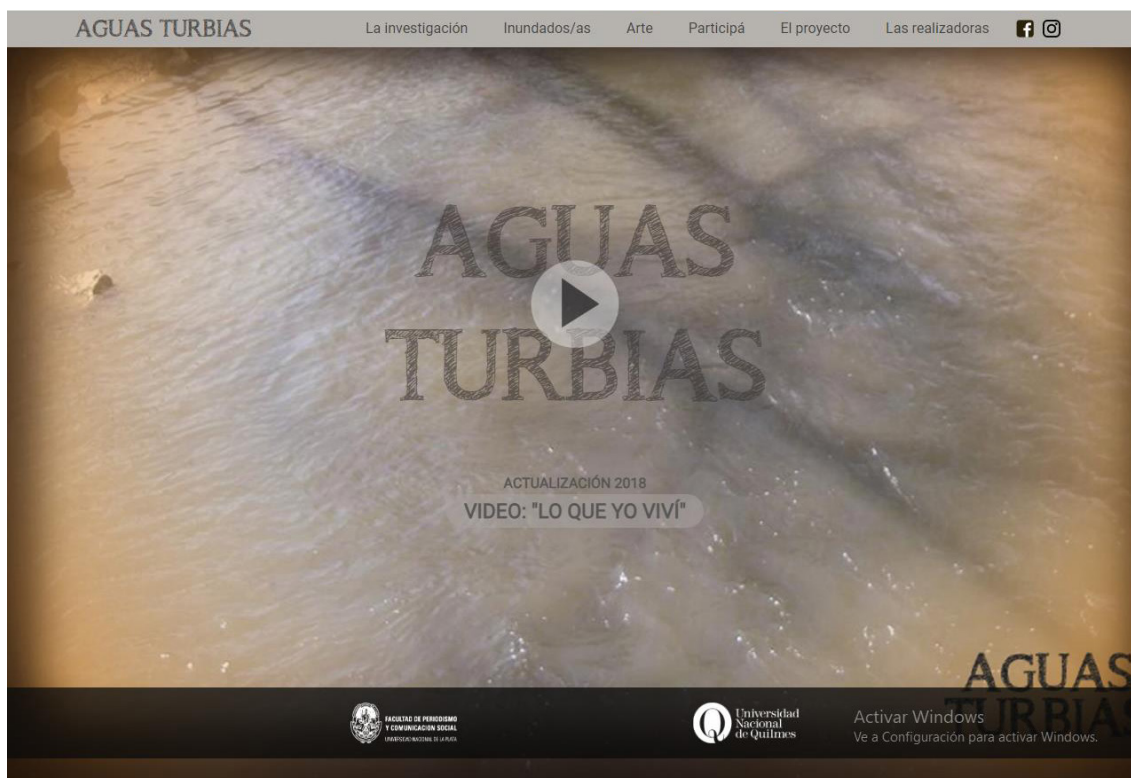 AGUAS TURBIAS
La investigación
Inundados/as
Arte
Participá
El proyecto
Las realizadoras
AGUAS
TURBIAS
ACTUALIZACIÓN 2018
VIDEO: "LO QUE YO VIVÍ"
AGUAS
TURBIAS
FACULTAD DE PERIODISMO
Y COMUNICACIÓN SOCIAL
UNIVERSIDAD NACIONAL DE LA PLATA
Universidad
Nacional
de Quilmes
Activar Windows
Ve a Configuración para activar Windows.